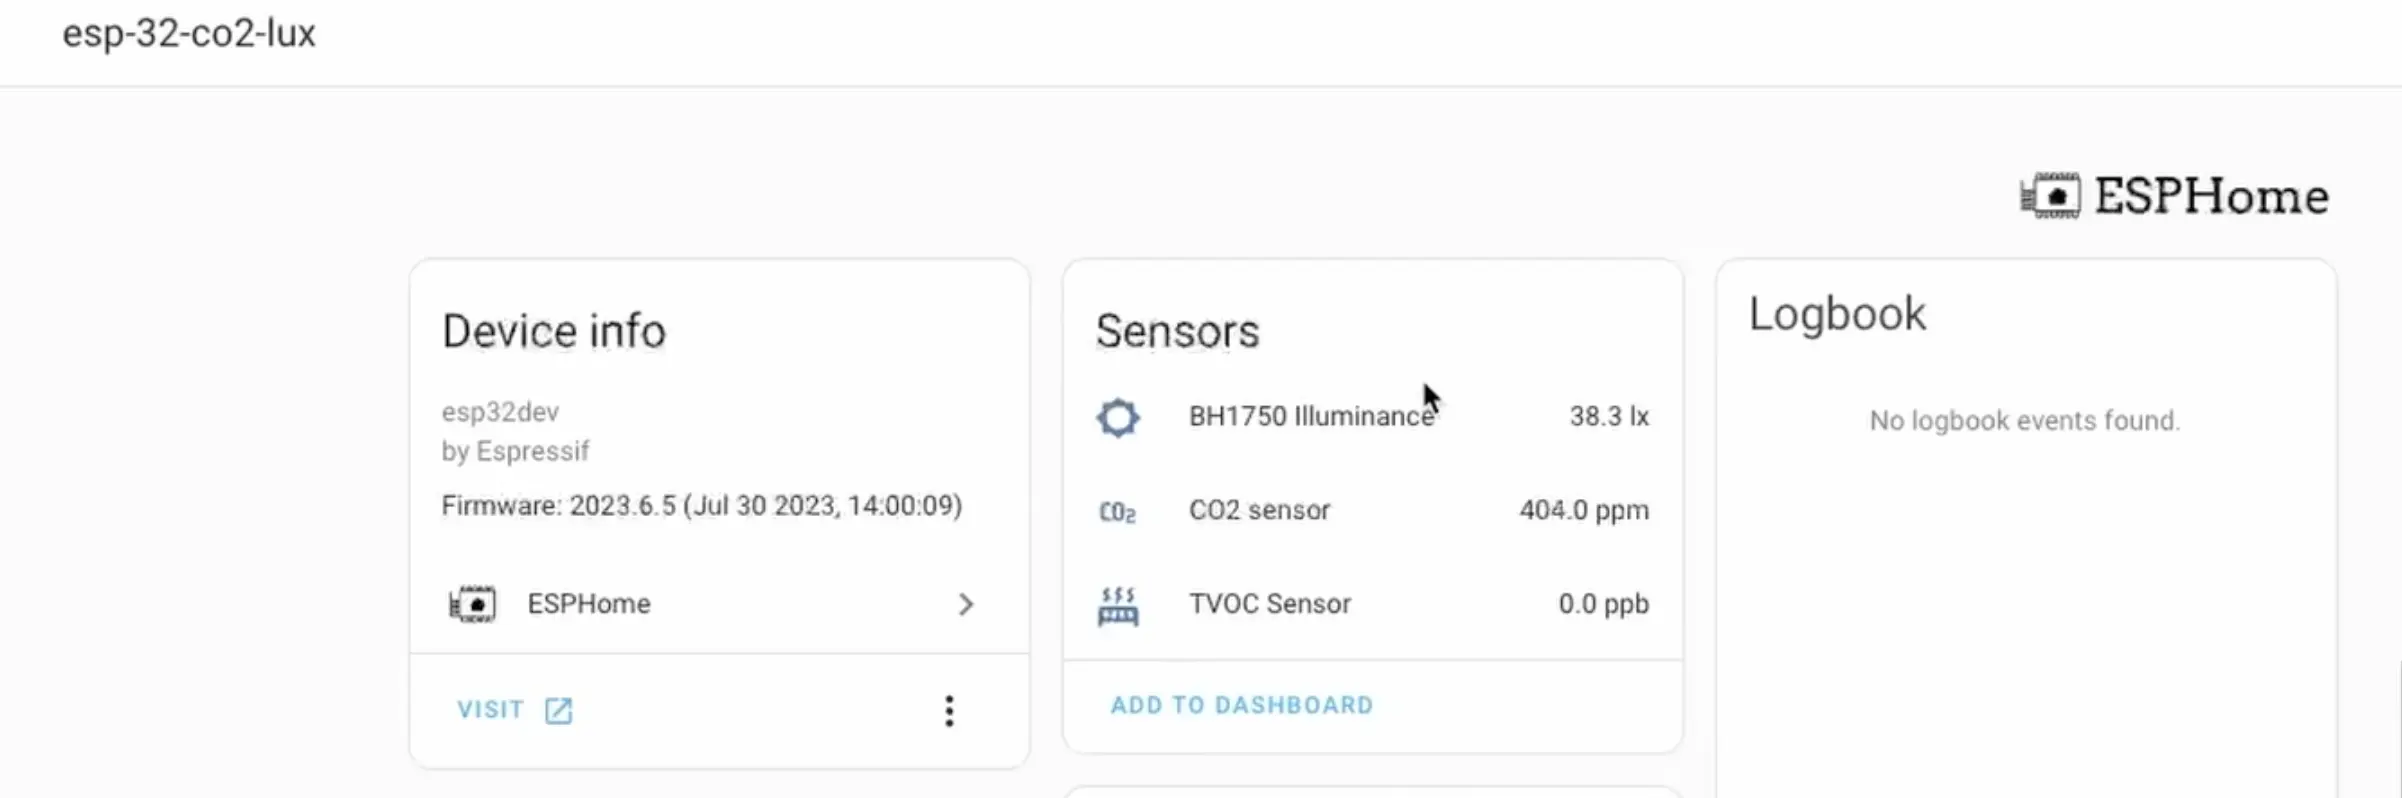 esp-32-co2-lux
ESPHome
Device info
esp32dev
by Espressif
Firmware: 2023.6.5 (Jul 30 2023, 14:00:09)
ESPHome
VISIT
Sensors
BH1750 Illuminance 38.3 lx
CO2 CO2 sensor 404.0 ppm
TVOC Sensor 0.0 ppb
ADD TO DASHBOARD
Logbook
No logbook events found.